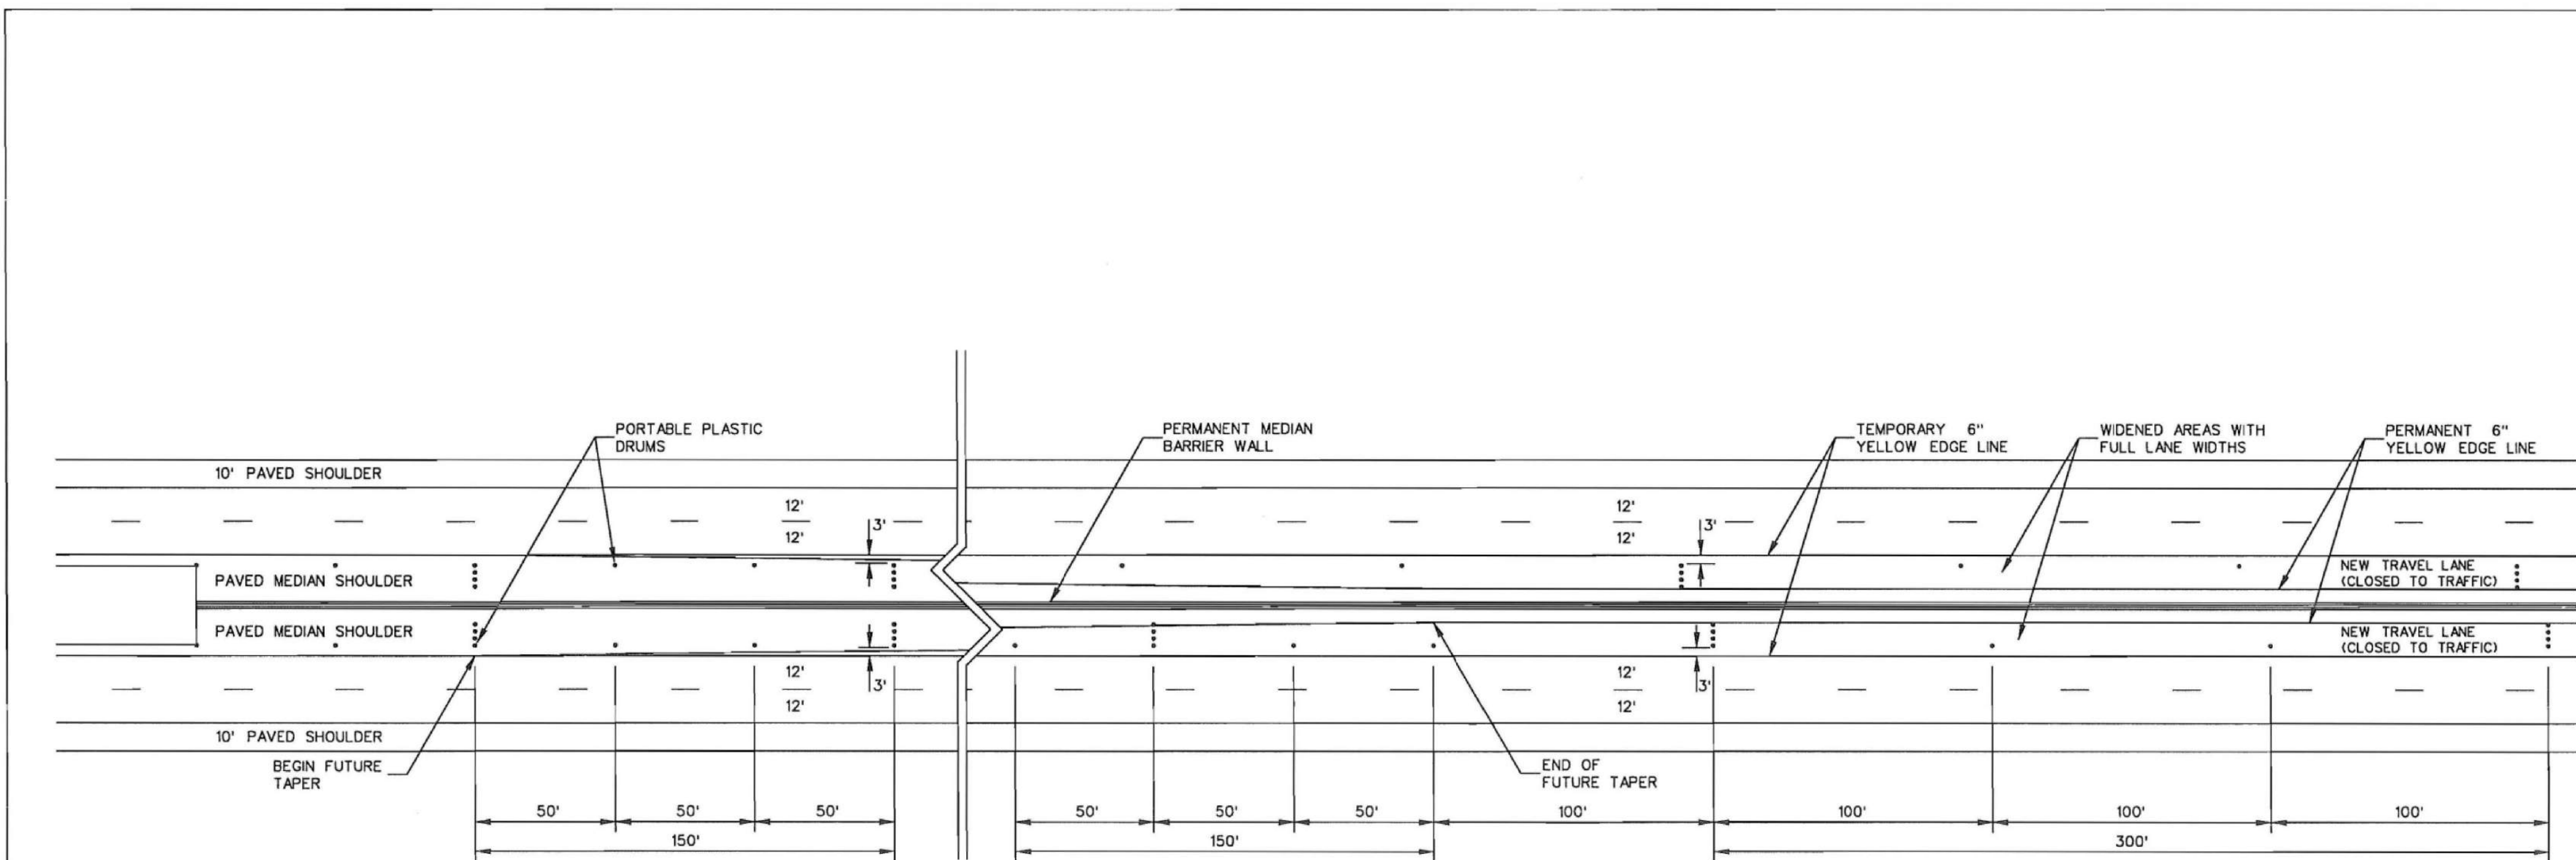 PORTABLE PLASTIC
DRUMS
PERMANENT MEDIAN
BARRIER WALL
TEMPORARY 6"
YELLOW EDGE LINE
WIDENED AREAS WITH
FULL LANE WIDTHS
PERMANENT 6"
YELLOW EDGE LINE
10' PAVED SHOULDER
12'
12'
3'
12'
12'
3'
PAVED MEDIAN SHOULDER
NEW TRAVEL LANE
(CLOSED TO TRAFFIC)
PAVED MEDIAN SHOULDER
NEW TRAVEL LANE
(CLOSED TO TRAFFIC)
12'
12'
3'
12'
12'
3'
10' PAVED SHOULDER
BEGIN FUTURE
TAPER
END OF
FUTURE TAPER
50'
50'
50'
50'
50'
50'
100'
100'
100'
100'
150'
150'
300'